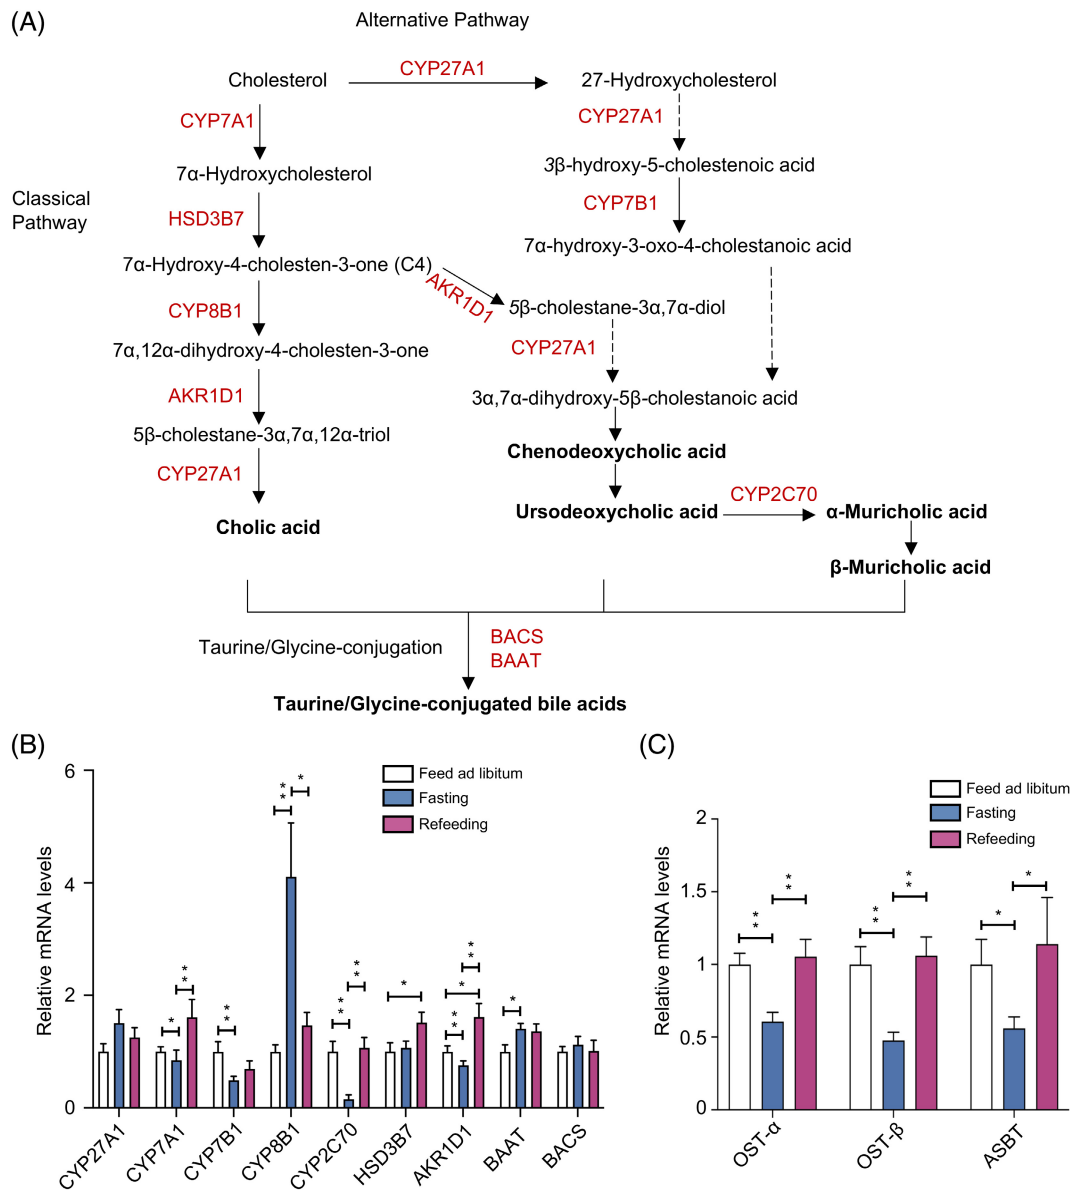 (A)
Alternative Pathway
Cholesterol
CYP27A1
27-Hydroxycholesterol
CYP7A1
CYP27A1
7α-Hydroxycholesterol
3β-hydroxy-5-cholestenoic acid
Classical
Pathway
HSD3B7
CYP7B1
7α-Hydroxy-4-cholesten-3-one (C4)
7α-hydroxy-3-oxo-4-cholestanoic acid
AKR1D1
CYP8B1
5β-cholestane-3α,7α-diol
7α,12α-dihydroxy-4-cholesten-3-one
CYP27A1
AKR1D1
3α,7α-dihydroxy-5β-cholestanoic acid
5β-cholestane-3α,7α,12α-triol
Chenodeoxycholic acid
CYP27A1
CYP2C70
Cholic acid
Ursodeoxycholic acid
α-Muricholic acid
β-Muricholic acid
Taurine/Glycine-conjugation
BACS
BAAT
Taurine/Glycine-conjugated bile acids
(B)
Relative mRNA levels
6
4
2
0
Feed ad libitum
Fasting
Refeeding
**
*
*
**
**
**
**
*
**
*
**
*
CYP27A1
CYP7A1
CYP7B1
CYP8B1
CYP2C70
HSD3B7
AKR1D1
BAAT
BACS
(C)
Relative mRNA levels
2
1.5
1
0.5
0
Feed ad libitum
Fasting
Refeeding
**
**
**
**
*
*
OST-α
OST-β
ASBT